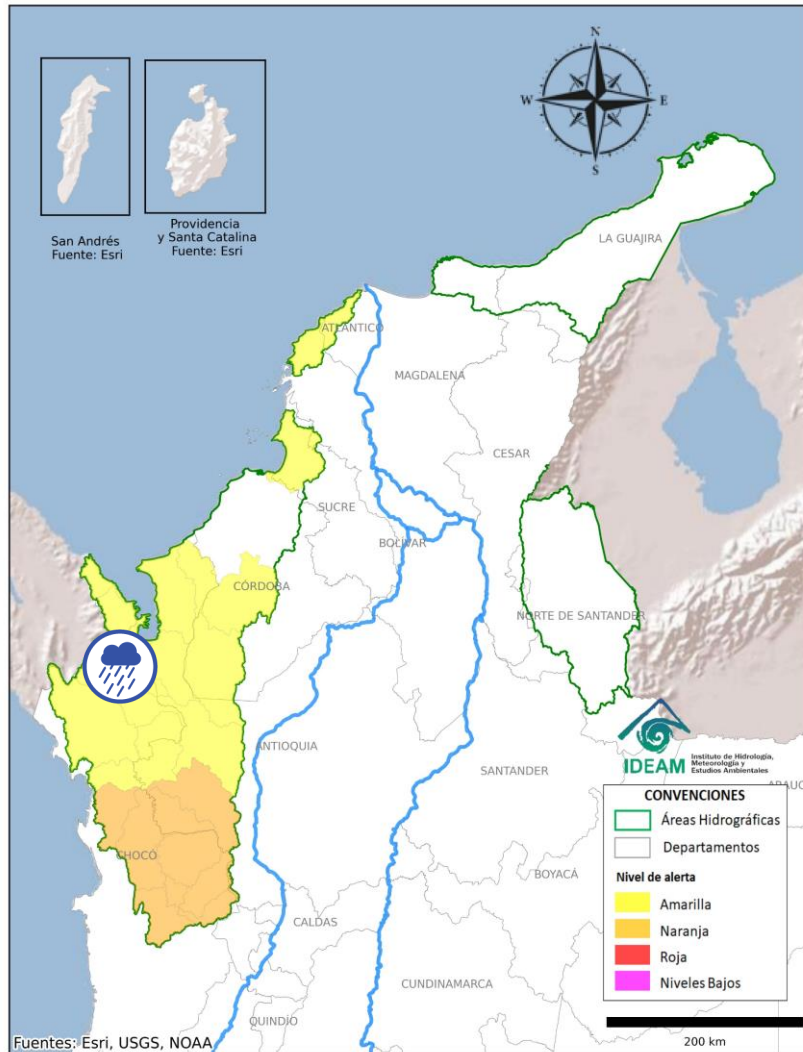 N
W
E
S
San Andrés
Fuente: Esri
Providencia
y Santa Catalina
Fuente: Esri
LA GUAJIRA
ATLÁNTICO
MAGDALENA
CESAR
SUCRE
BOLÍVAR
CÓRDOBA
NORTE DE SANTANDER
ANTIOQUIA
SANTANDER
IDEAM
Instituto de Hidrología,
Meteorología y
Estudios Ambientales
ARAUC
CHOCÓ
BOYACÁ
CALDAS
CUNDINAMARCA
QUINDÍO
CONVENCIONES
Áreas Hidrográficas
Departamentos
Nivel de alerta
Amarilla
Naranja
Roja
Niveles Bajos
200 km
Fuentes: Esri, USGS, NOAA